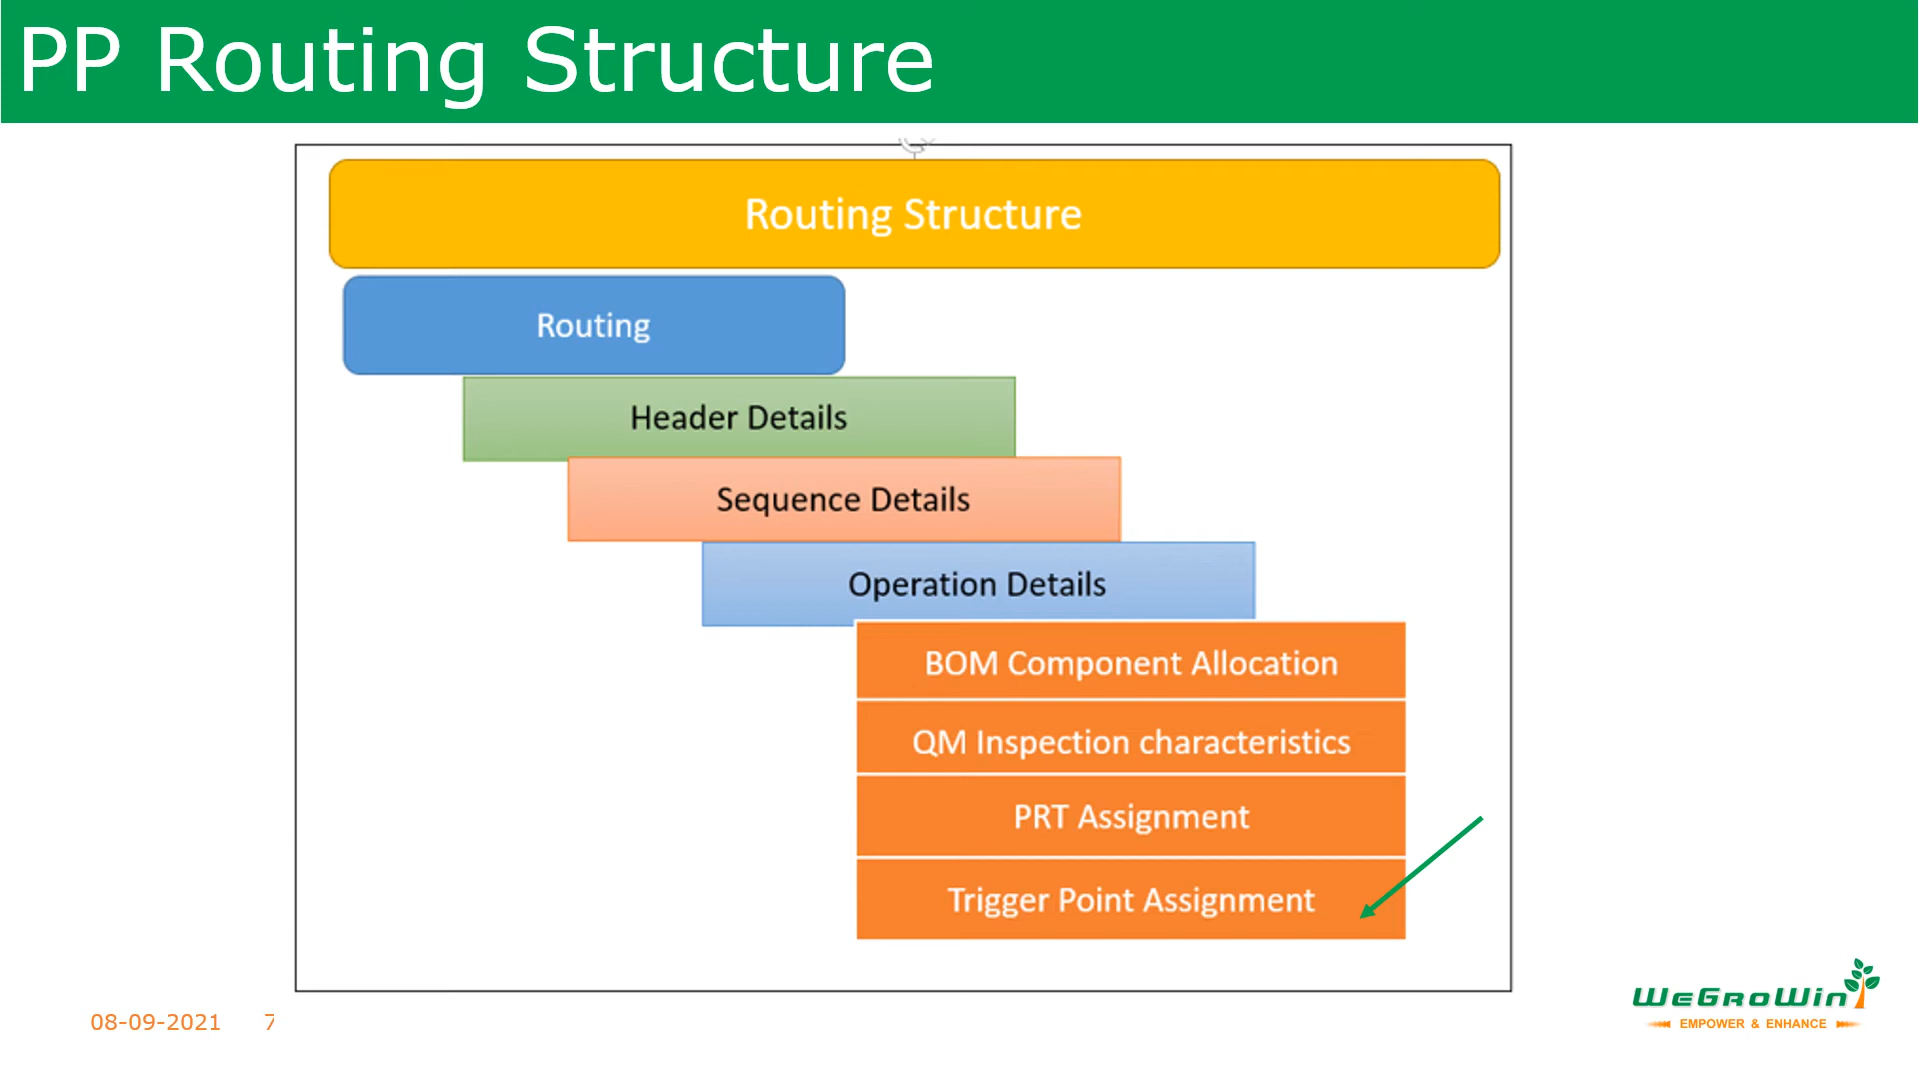 PP Routing Structure
Routing Structure
Routing
Header Details
Sequence Details
Operation Details
BOM Component Allocation
QM Inspection characteristics
PRT Assignment
Trigger Point Assignment
08-09-2021 7
WeGroWin
EMPOWER & ENHANCE